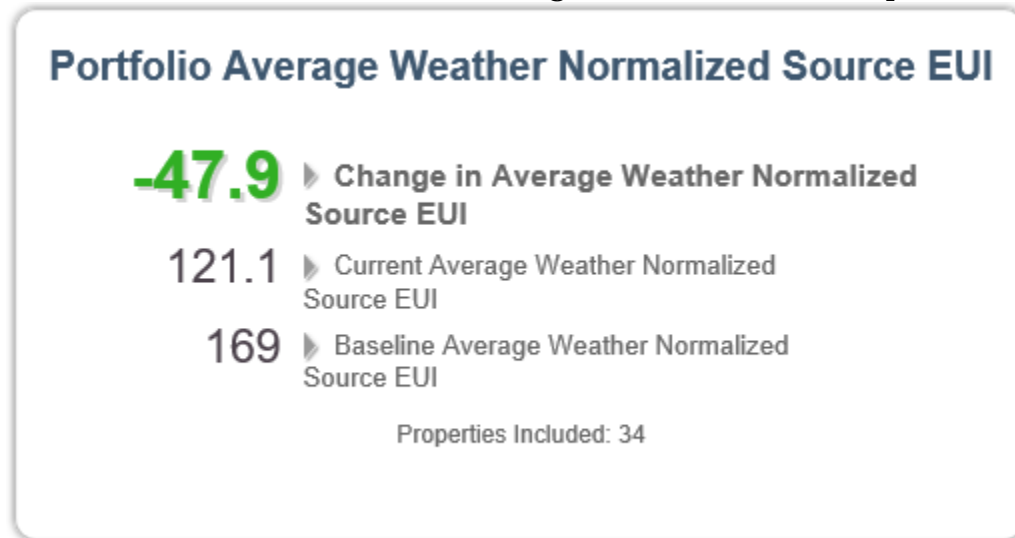 Portfolio Average Weather Normalized Source EUI
-47.9 Change in Average Weather Normalized
Source EUI
121.1 Current Average Weather Normalized
Source EUI
169 Baseline Average Weather Normalized
Source EUI
Properties Included: 34